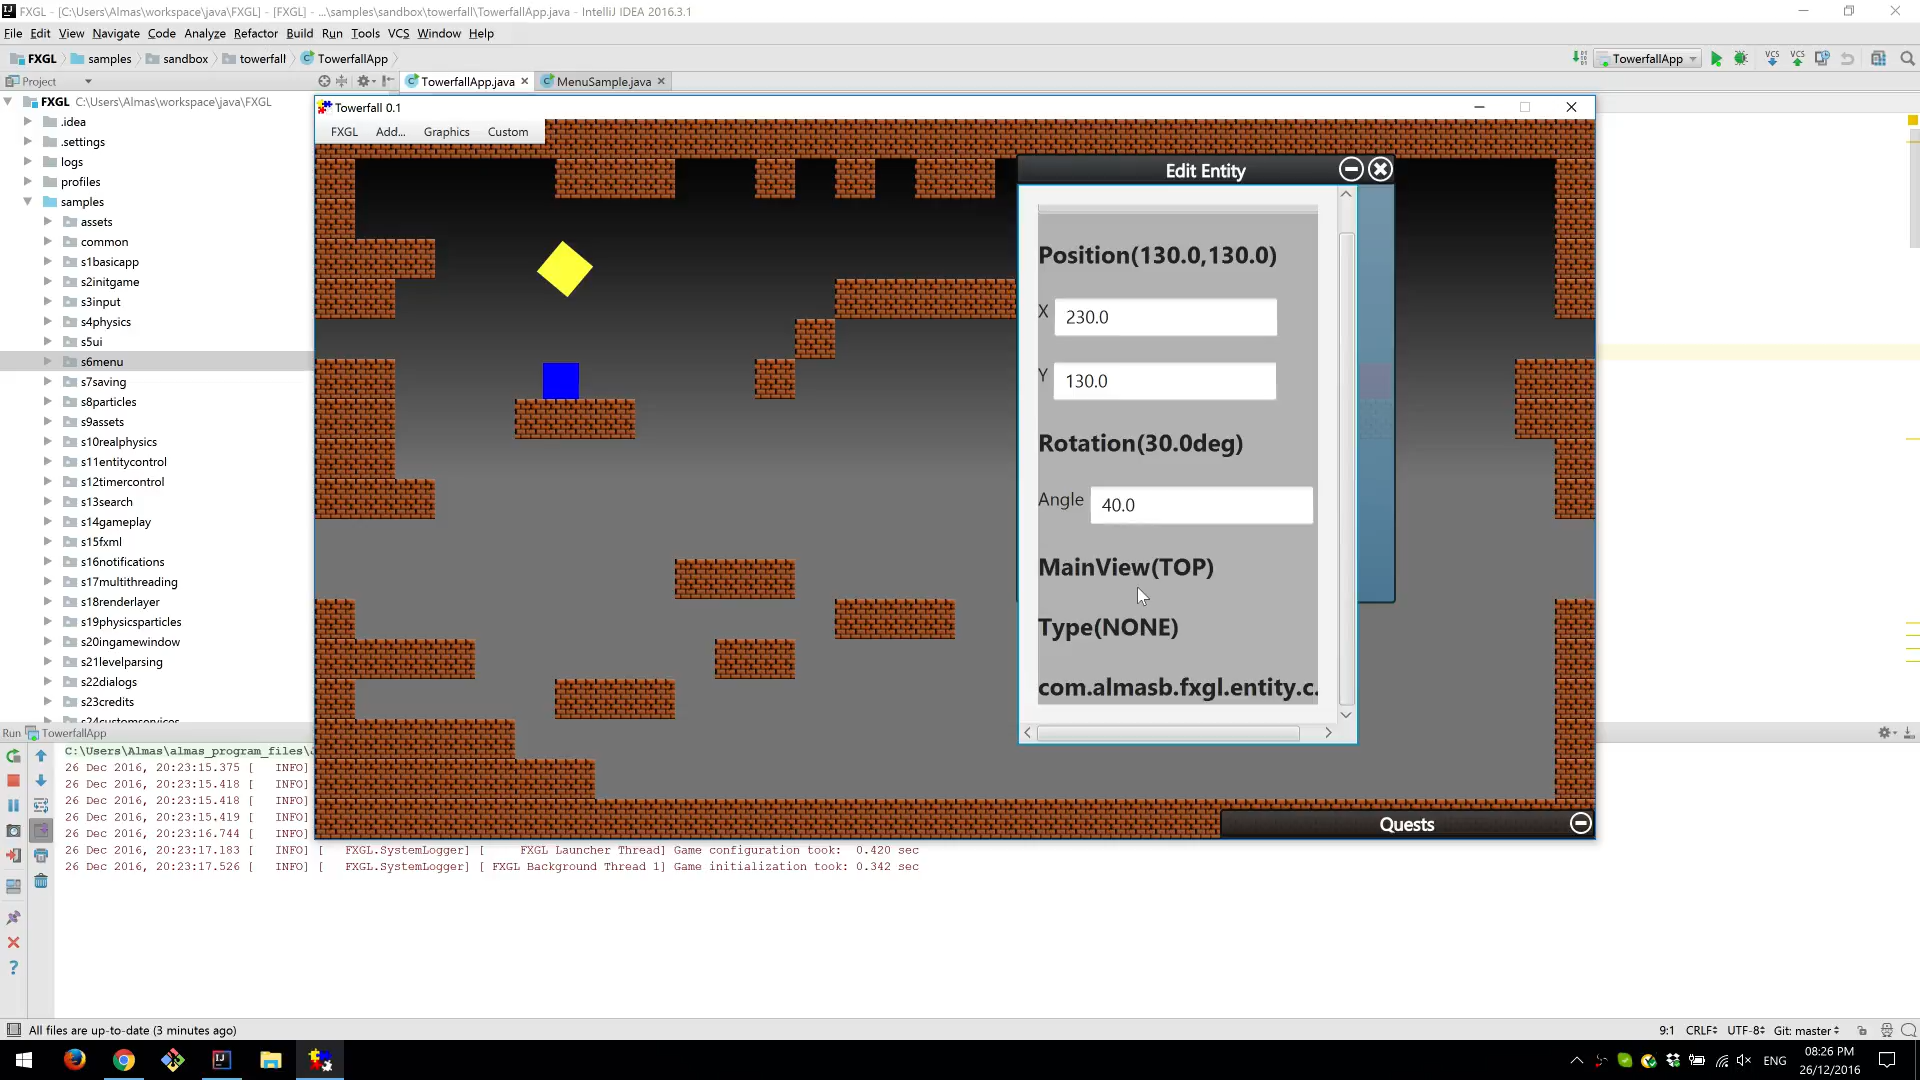 FXGL - [C:\Users\Almas\workspace\java\FXGL] - [FXGL] - ...\samples\sandbox\towerfall\TowerfallApp.java - IntelliJ IDEA 2016.3.1
File Edit View Navigate Code Analyze Refactor Build Run Tools VCS Window Help
FXGL samples sandbox towerfall TowerfallApp
TowerfallApp
VCS VCS
Project
TowerfallApp.java MenuSample.java
FXGL C:\Users\Almas\workspace\java\FXGL
.idea
.settings
logs
profiles
samples
assets
common
s1basicapp
s2initgame
s3input
s4physics
s5ui
s6menu
s7saving
s8particles
s9assets
s10realphysics
s11entitycontrol
s12timercontrol
s13search
s14gameplay
s15fxml
s16notifications
s17multithreading
s18renderlayer
s19physicsparticles
s20ingamewindow
s21levelparsing
s22dialogs
s23credits
s24customservices
Towerfall 0.1
FXGL Add... Graphics Custom
Edit Entity
Position(130.0,130.0)
X 230.0
Y 130.0
Rotation(30.0deg)
Angle 40.0
MainView(TOP)
Type(NONE)
com.almasb.fxgl.entity.c.
Quests
Run TowerfallApp
C:\Users\Almas\almas_program_files\
26 Dec 2016, 20:23:15.375 [ INFO]
26 Dec 2016, 20:23:15.418 [ INFO]
26 Dec 2016, 20:23:15.418 [ INFO]
26 Dec 2016, 20:23:15.419 [ INFO]
26 Dec 2016, 20:23:16.744 [ INFO]
26 Dec 2016, 20:23:17.183 [ INFO] [ FXGL.SystemLogger] [ FXGL Launcher Thread] Game configuration took: 0.420 sec
26 Dec 2016, 20:23:17.526 [ INFO] [ FXGL.SystemLogger] [ FXGL Background Thread 1] Game initialization took: 0.342 sec
All files are up-to-date (3 minutes ago)
9:1 CRLF UTF-8 Git: master
ENG
08:26 PM
26/12/2016